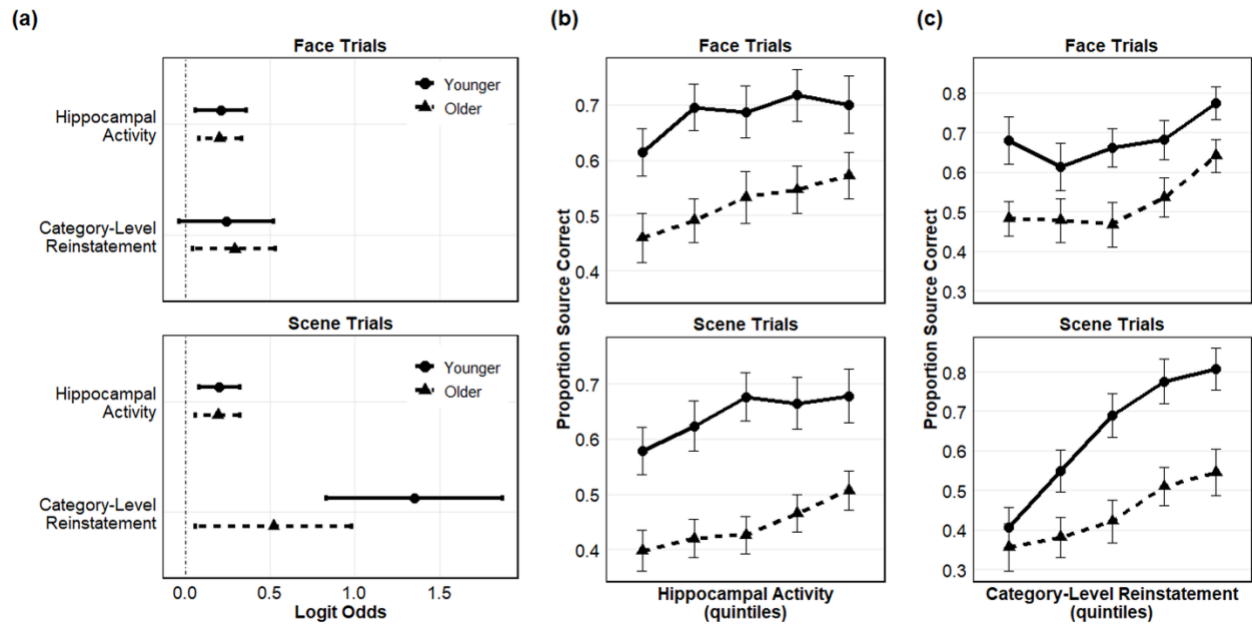 (a)
Face Trials
Younger
Older
Hippocampal
Activity
Category-Level
Reinstatement
Scene Trials
Younger
Older
Hippocampal
Activity
Category-Level
Reinstatement
0.0 0.5 1.0 1.5
Logit Odds
(b)
Face Trials
0.7
0.6
0.5
0.4
Proportion Source Correct
Scene Trials
0.7
0.6
0.5
0.4
Hippocampal Activity
(quintiles)
(c)
Face Trials
0.8
0.7
0.6
0.5
0.4
0.3
Proportion Source Correct
Scene Trials
0.8
0.7
0.6
0.5
0.4
0.3
Category-Level Reinstatement
(quintiles)